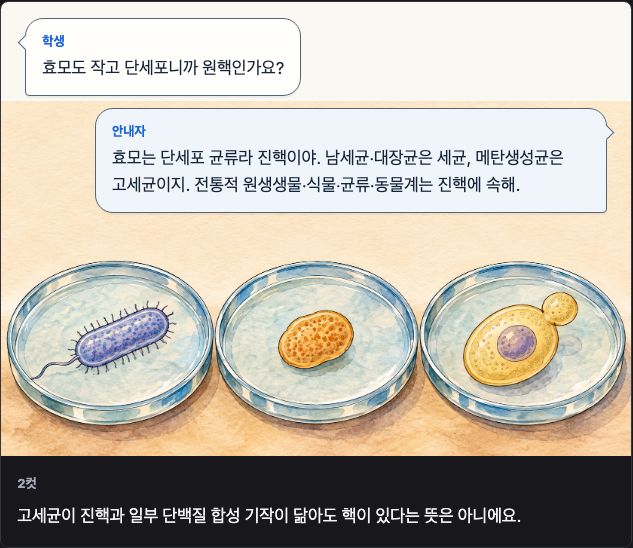 학생
효모도 작고 단세포니까 원핵인가요?
안내자
효모는 단세포 균류라 진핵이야. 남세균·대장균은 세균, 메탄생성균은
고세균이지. 전통적 원생생물·식물·균류·동물계는 진핵에 속해.
2컷
고세균이 진핵과 일부 단백질 합성 기작이 닮아도 핵이 있다는 뜻은 아니에요.